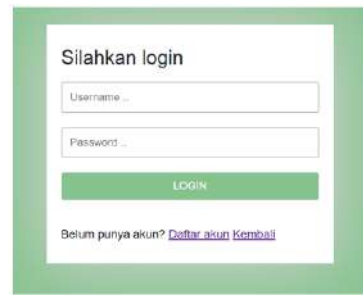 Silahkan login
Username ..
Password ..
LOGIN
Belum punya akun? Daftar akun Kembali